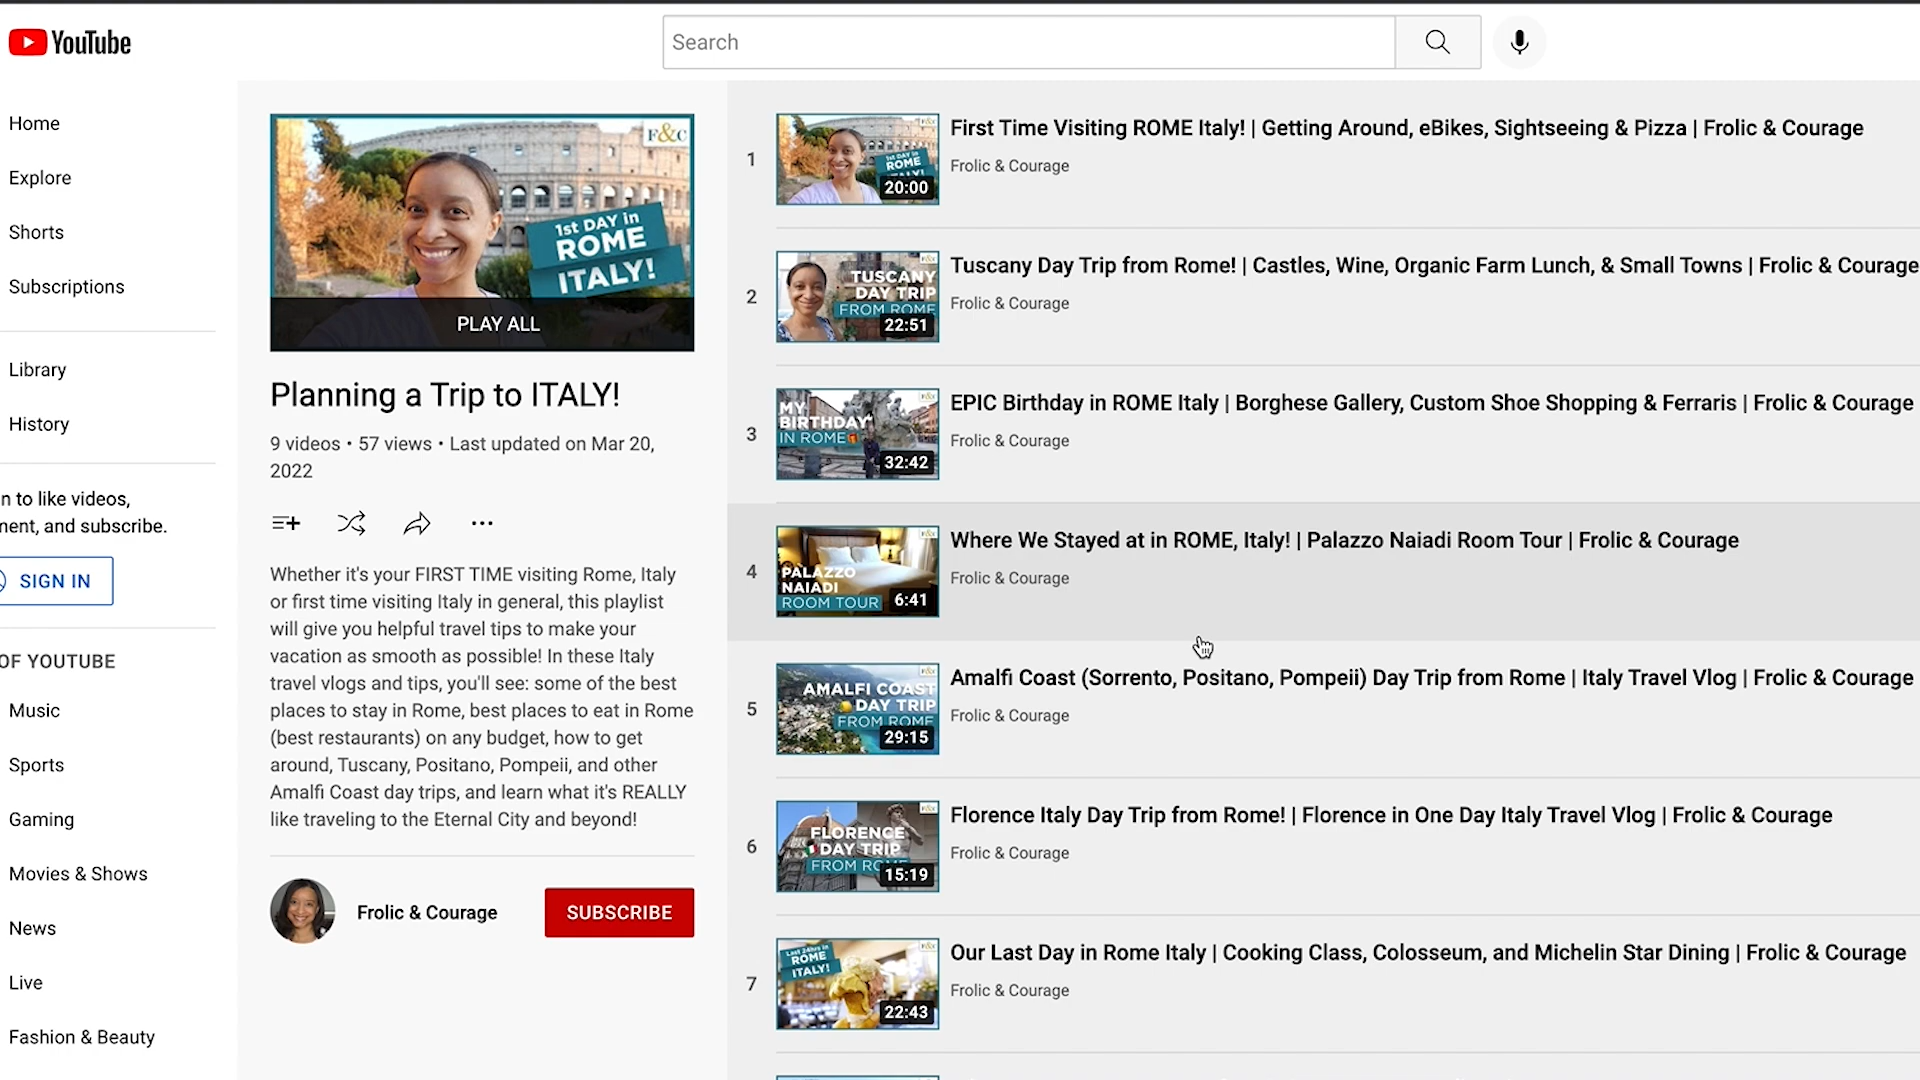 YouTube
Search
Home
Explore
Shorts
Subscriptions
Library
History
n to like videos,
ment, and subscribe.
SIGN IN
OF YOUTUBE
Music
Sports
Gaming
Movies & Shows
News
Live
Fashion & Beauty
F&C
1st DAY in
ROME
ITALY!
PLAY ALL
Planning a Trip to ITALY!
9 videos • 57 views • Last updated on Mar 20,
2022
Whether it's your FIRST TIME visiting Rome, Italy
or first time visiting Italy in general, this playlist
will give you helpful travel tips to make your
vacation as smooth as possible! In these Italy
travel vlogs and tips, you'll see: some of the best
places to stay in Rome, best places to eat in Rome
(best restaurants) on any budget, how to get
around, Tuscany, Positano, Pompeii, and other
Amalfi Coast day trips, and learn what it's REALLY
like traveling to the Eternal City and beyond!
Frolic & Courage
SUBSCRIBE
1
1st DAY in
ROME
20:00
First Time Visiting ROME Italy! | Getting Around, eBikes, Sightseeing & Pizza | Frolic & Courage
Frolic & Courage
2
TUSCANY
DAY TRIP
FROM ROME
22:51
Tuscany Day Trip from Rome! | Castles, Wine, Organic Farm Lunch, & Small Towns | Frolic & Courage
Frolic & Courage
3
MY
BIRTHDAY
IN ROME
32:42
EPIC Birthday in ROME Italy | Borghese Gallery, Custom Shoe Shopping & Ferraris | Frolic & Courage
Frolic & Courage
4
PALAZZO
NAIADI
ROOM TOUR
6:41
Where We Stayed at in ROME, Italy! | Palazzo Naiadi Room Tour | Frolic & Courage
Frolic & Courage
5
AMALFI COAST
DAY TRIP
FROM ROME
29:15
Amalfi Coast (Sorrento, Positano, Pompeii) Day Trip from Rome | Italy Travel Vlog | Frolic & Courage
Frolic & Courage
6
FLORENCE
DAY TRIP
FROM ROME
15:19
Florence Italy Day Trip from Rome! | Florence in One Day Italy Travel Vlog | Frolic & Courage
Frolic & Courage
7
Last 24hrs in
ROME
ITALY!
22:43
Our Last Day in Rome Italy | Cooking Class, Colosseum, and Michelin Star Dining | Frolic & Courage
Frolic & Courage